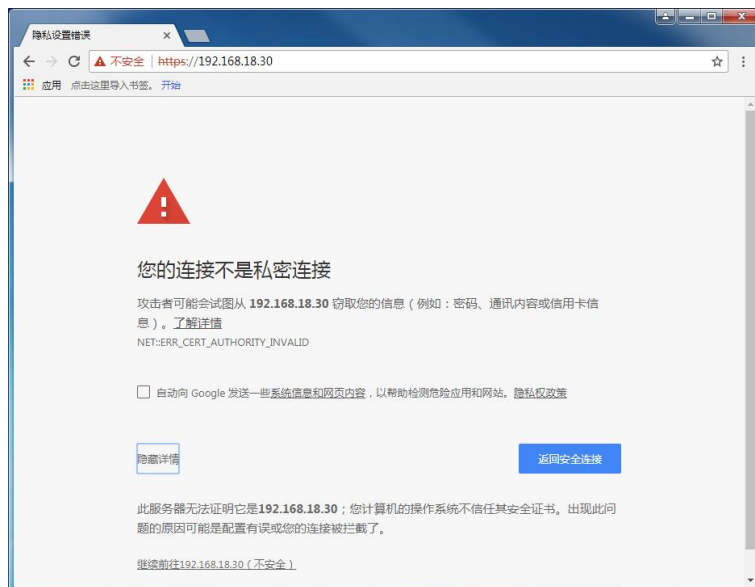 隐私设置错误
不安全 | https://192.168.18.30
应用 点击这里导入书签。 开始
您的连接不是私密连接
攻击者可能会试图从 192.168.18.30 窃取您的信息（例如：密码、通讯内容或信用卡信
息）。了解详情
NET::ERR_CERT_AUTHORITY_INVALID
自动向 Google 发送一些系统信息和网页内容，以帮助检测危险应用和网站。隐私权政策
隐藏详情
返回安全连接
此服务器无法证明它是192.168.18.30；您计算机的操作系统不信任其安全证书。出现此问
题的原因可能是配置有误或您的连接被拦截了。
继续前往192.168.18.30（不安全）